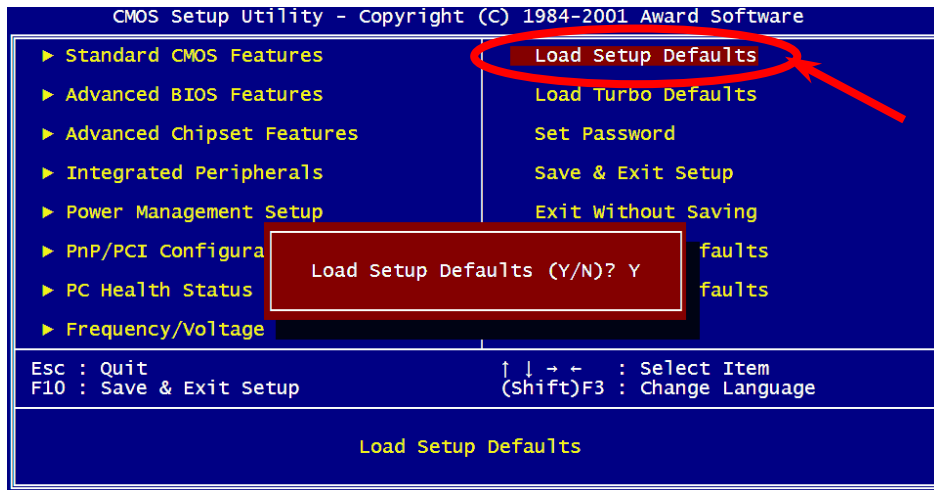 CMOS Setup Utility - Copyright (C) 1984-2001 Award Software
► Standard CMOS Features
► Advanced BIOS Features
► Advanced Chipset Features
► Integrated Peripherals
► Power Management Setup
► PnP/PCI Configura
► PC Health Status
► Frequency/Voltage
Load Setup Defaults
Load Turbo Defaults
Set Password
Save & Exit Setup
Exit Without Saving
faults
faults
Load Setup Defaults (Y/N)? Y
Esc : Quit
F10 : Save & Exit Setup
↑ ↓ → ← : Select Item
(Shift)F3 : Change Language
Load Setup Defaults